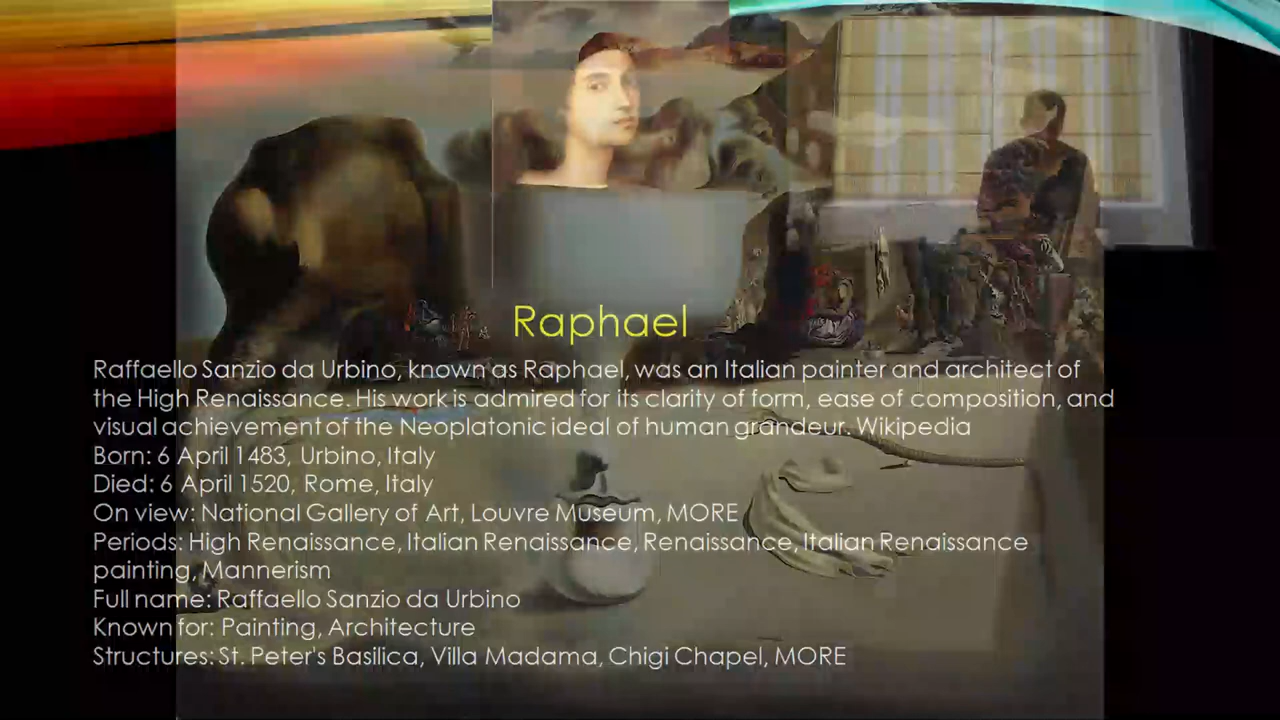 Raphael
Raffaello Sanzio da Urbino, known as Raphael, was an Italian painter and architect of
the High Renaissance. His work is admired for its clarity of form, ease of composition, and
visual achievement of the Neoplatonic ideal of human grandeur. Wikipedia
Born: 6 April 1483, Urbino, Italy
Died: 6 April 1520, Rome, Italy
On view: National Gallery of Art, Louvre Museum, MORE
Periods: High Renaissance, Italian Renaissance, Renaissance, Italian Renaissance
painting, Mannerism
Full name: Raffaello Sanzio da Urbino
Known for: Painting, Architecture
Structures: St. Peter's Basilica, Villa Madama, Chigi Chapel, MORE